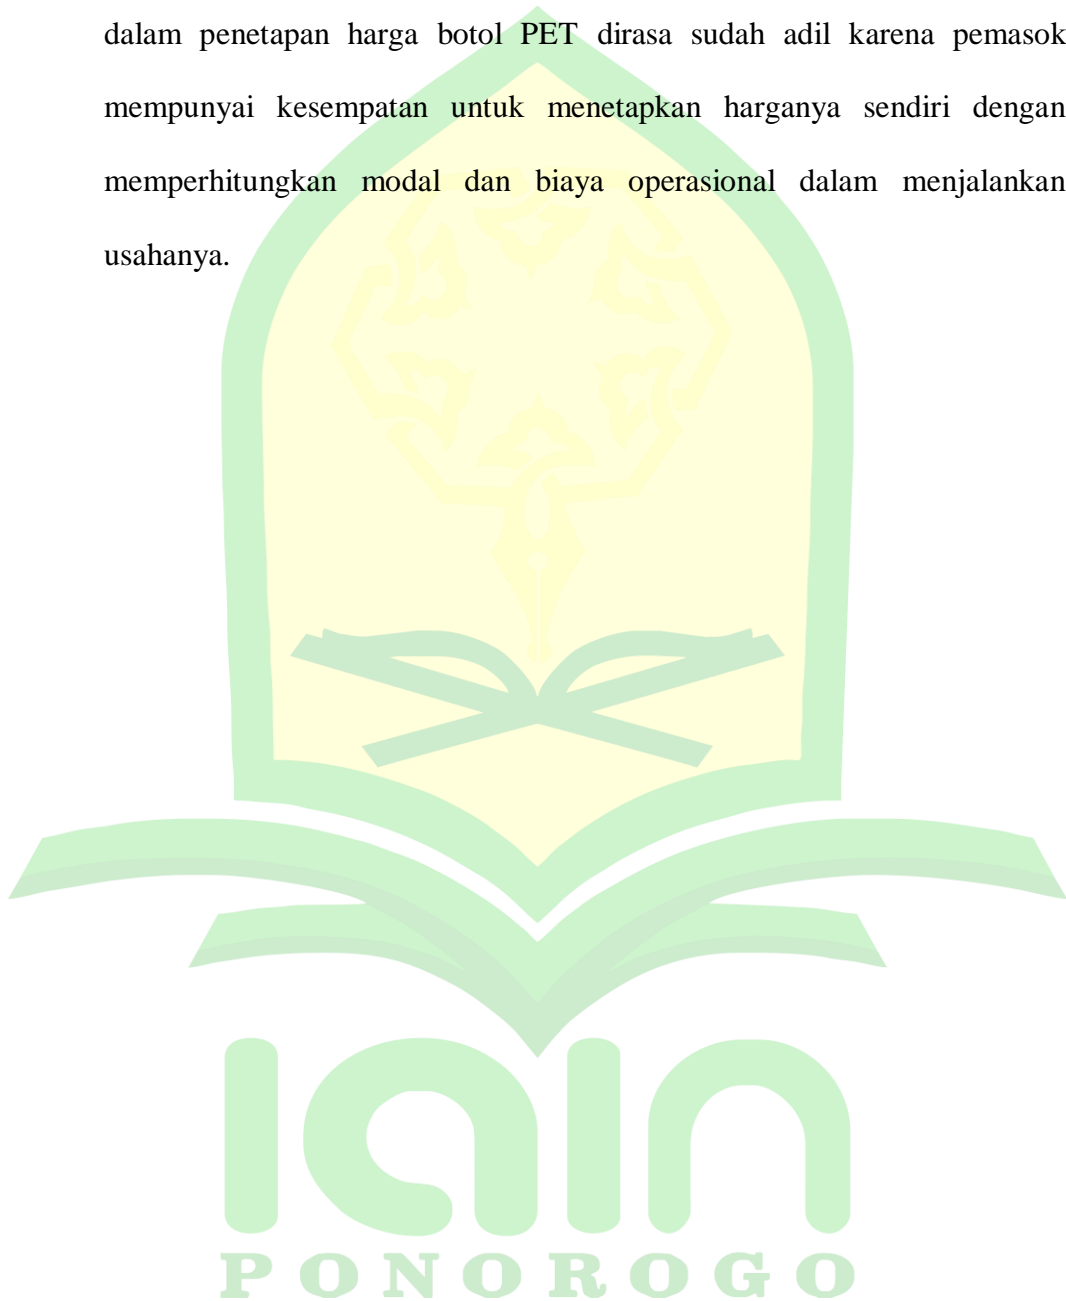 dalam penetapan harga botol PET dirasa sudah adil karena pemasok
mempunyai kesempatan untuk menetapkan harganya sendiri dengan
memperhitungkan modal dan biaya operasional dalam menjalankan
usahanya.
IAIN
PONOROGO